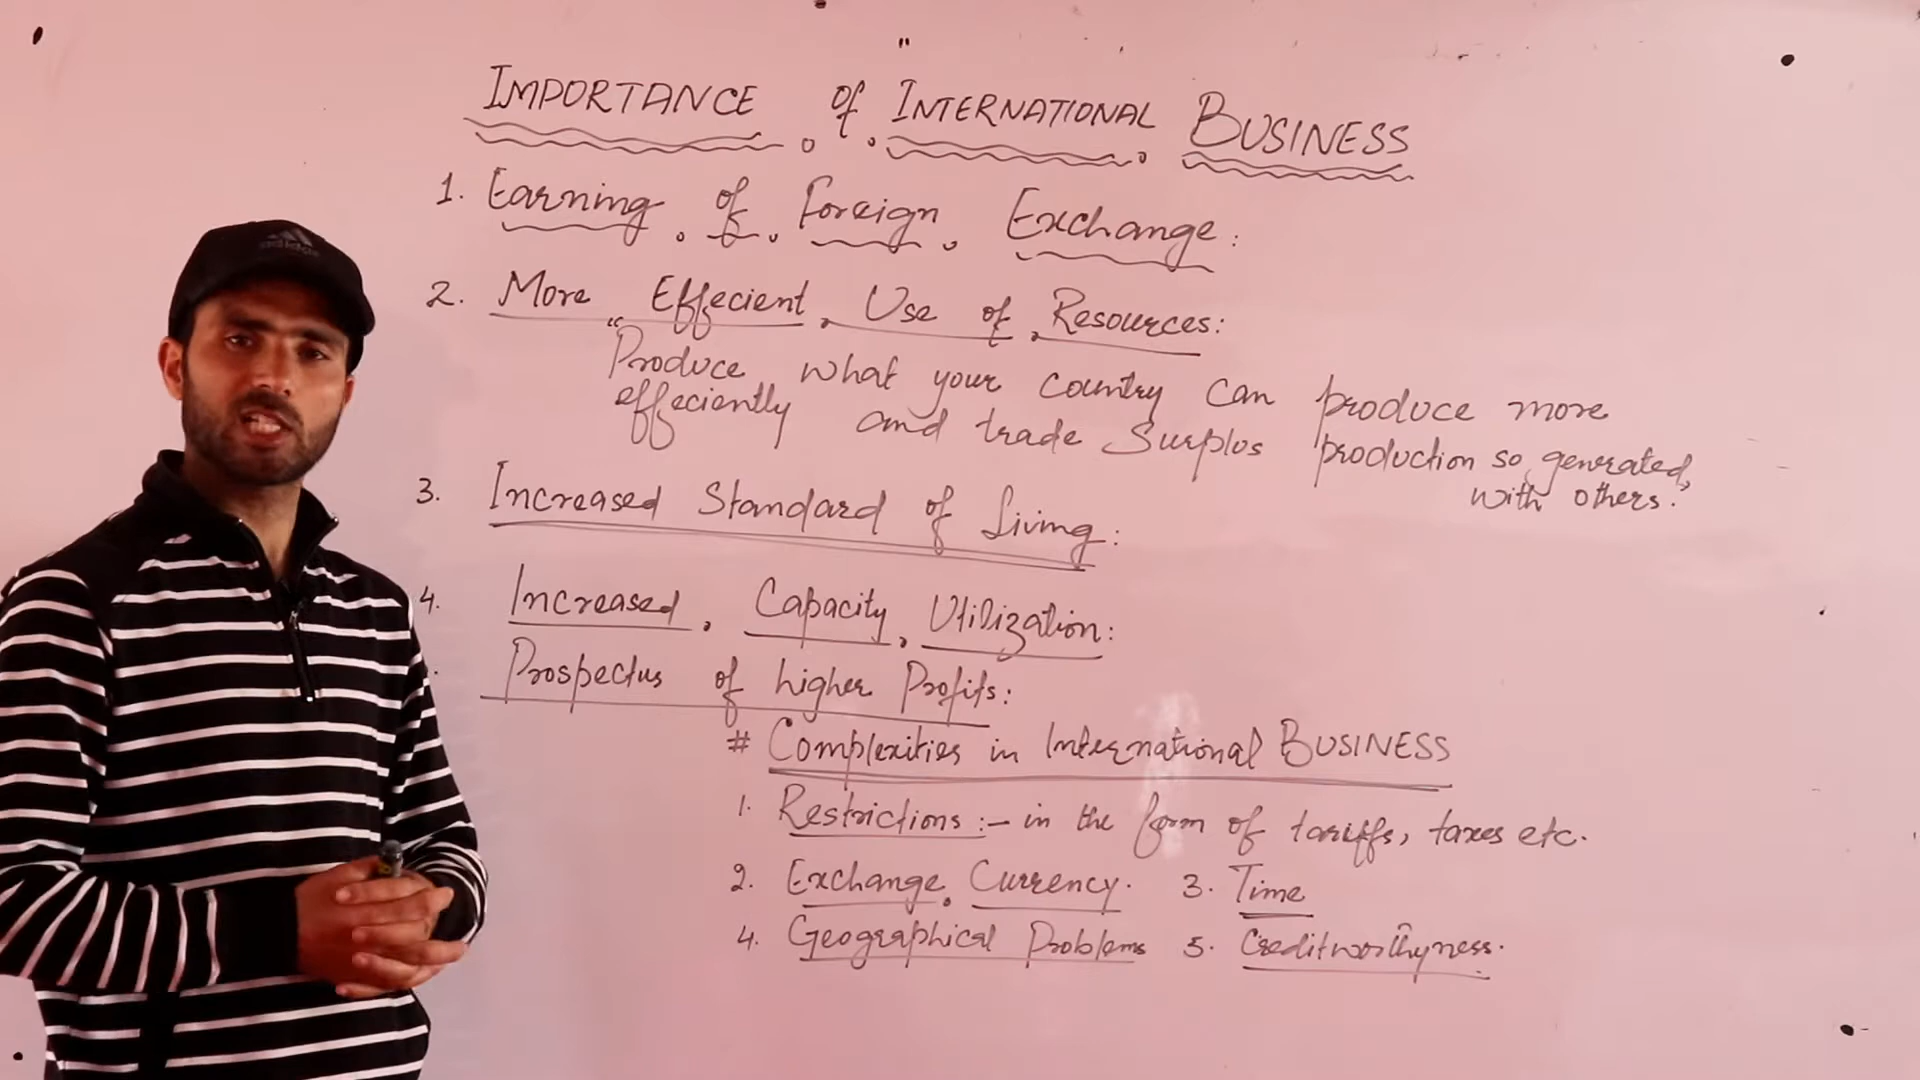 adidas
IMPORTANCE of INTERNATIONAL BUSINESS
1. Earning of Foreign Exchange:
2. More Effecient Use of Resources:
"Produce what your country can produce more
effeciently and trade Surplus production so generated,
with others."
3. Increased Standard of Living:
4. Increased Capacity Utilization:
Prospectus of higher Profits:
# Complexities in International BUSINESS
1. Restrictions :- in the form of tariffs, taxes etc.
2. Exchange Currency. 3. Time
4. Geographical Problems 5. Creditworthyness.